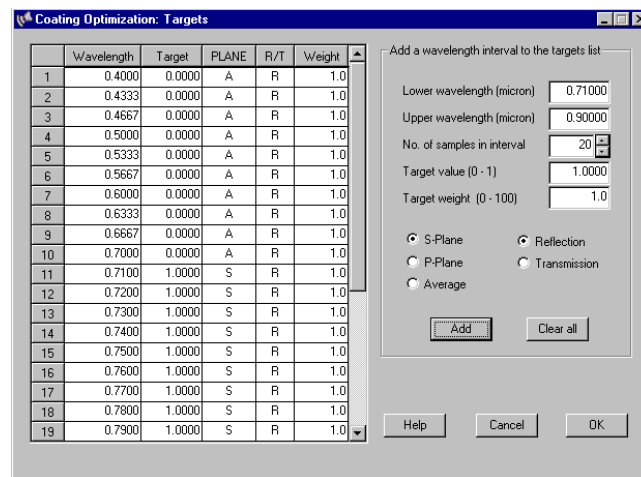 Coating Optimization: Targets
Wavelength Target PLANE R/T Weight
1 0.4000 0.0000 A R 1.0
2 0.4333 0.0000 A R 1.0
3 0.4667 0.0000 A R 1.0
4 0.5000 0.0000 A R 1.0
5 0.5333 0.0000 A R 1.0
6 0.5667 0.0000 A R 1.0
7 0.6000 0.0000 A R 1.0
8 0.6333 0.0000 A R 1.0
9 0.6667 0.0000 A R 1.0
10 0.7000 0.0000 A R 1.0
11 0.7100 1.0000 S R 1.0
12 0.7200 1.0000 S R 1.0
13 0.7300 1.0000 S R 1.0
14 0.7400 1.0000 S R 1.0
15 0.7500 1.0000 S R 1.0
16 0.7600 1.0000 S R 1.0
17 0.7700 1.0000 S R 1.0
18 0.7800 1.0000 S R 1.0
19 0.7900 1.0000 S R 1.0
Add a wavelength interval to the targets list
Lower wavelength (micron) 0.71000
Upper wavelength (micron) 0.90000
No. of samples in interval 20
Target value (0 - 1) 1.0000
Target weight (0 - 100) 1.0
S-Plane Reflection
P-Plane Transmission
Average
Add Clear all
Help Cancel OK